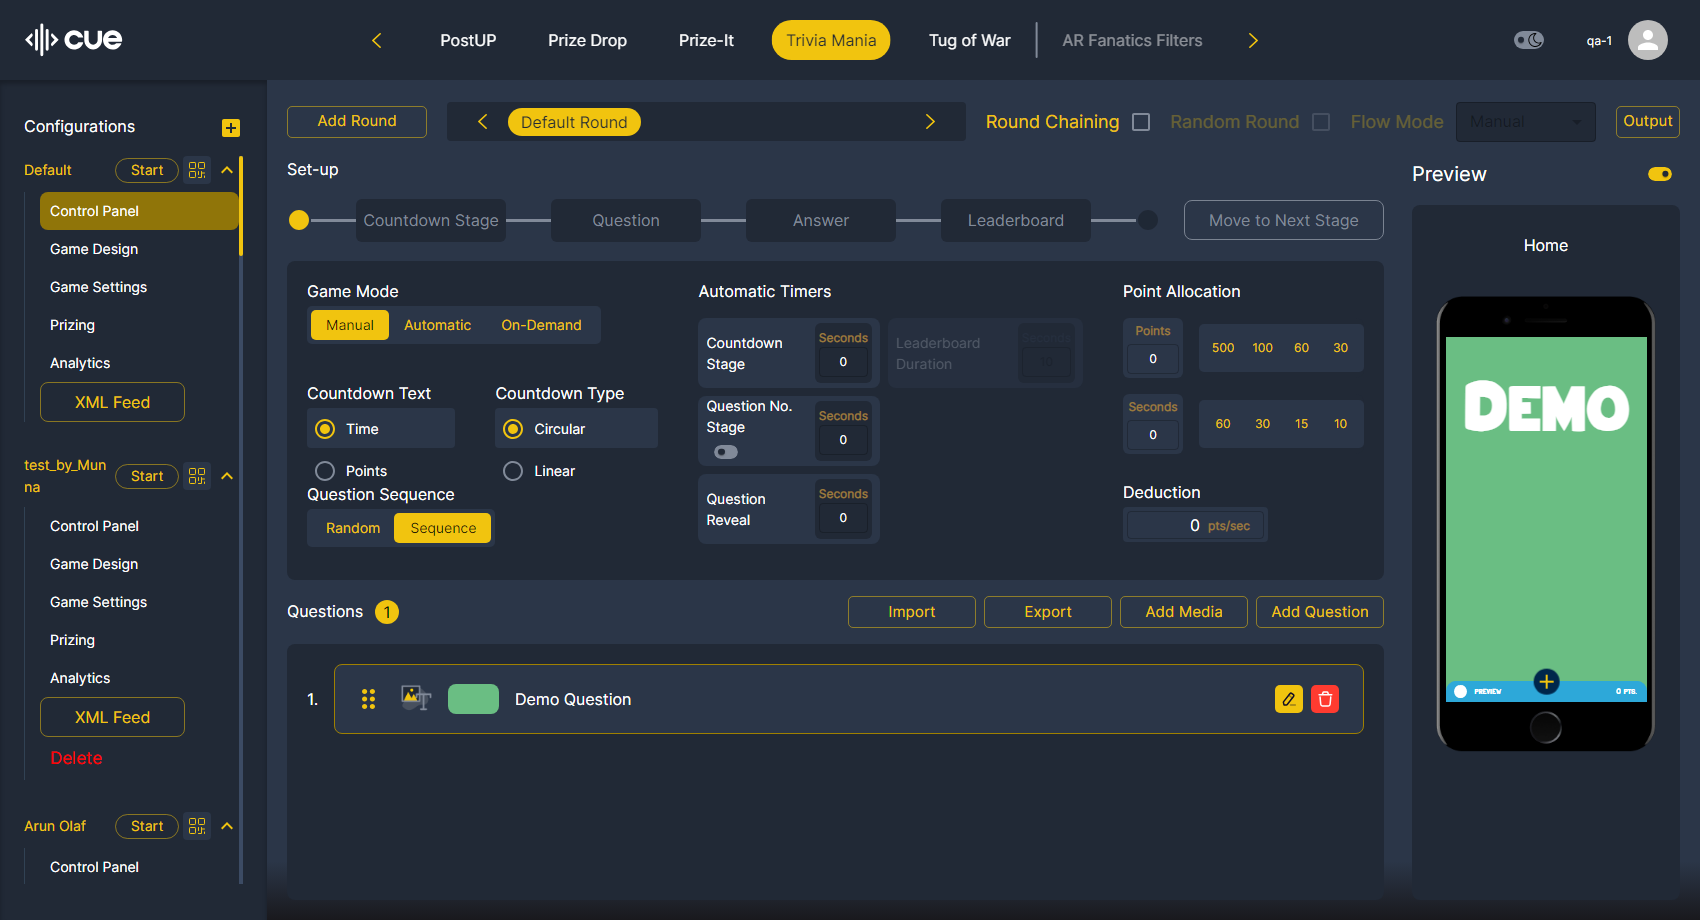 cue
PostUP
Prize Drop
Prize-It
Trivia Mania
Tug of War
AR Fanatics Filters
qa-1
Configurations
Default
Start
Control Panel
Game Design
Game Settings
Prizing
Analytics
XML Feed
test_by_Mun
na
Start
Control Panel
Game Design
Game Settings
Prizing
Analytics
XML Feed
Delete
Arun Olaf
Start
Control Panel
Add Round
Default Round
Round Chaining
Random Round
Flow Mode
Manual
Output
Set-up
Countdown Stage
Question
Answer
Leaderboard
Move to Next Stage
Game Mode
Manual
Automatic
On-Demand
Countdown Text
Time
Points
Countdown Type
Circular
Linear
Question Sequence
Random
Sequence
Automatic Timers
Countdown
Stage
Seconds
0
Leaderboard
Duration
Seconds
10
Question No.
Stage
Seconds
0
Question
Reveal
Seconds
0
Point Allocation
Points
0
500 100 60 30
Seconds
0
60 30 15 10
Deduction
0 pts/sec
Questions 1
Import
Export
Add Media
Add Question
1.
T
Demo Question
Preview
Home
DEMO
PREVIEW
0 PTS.